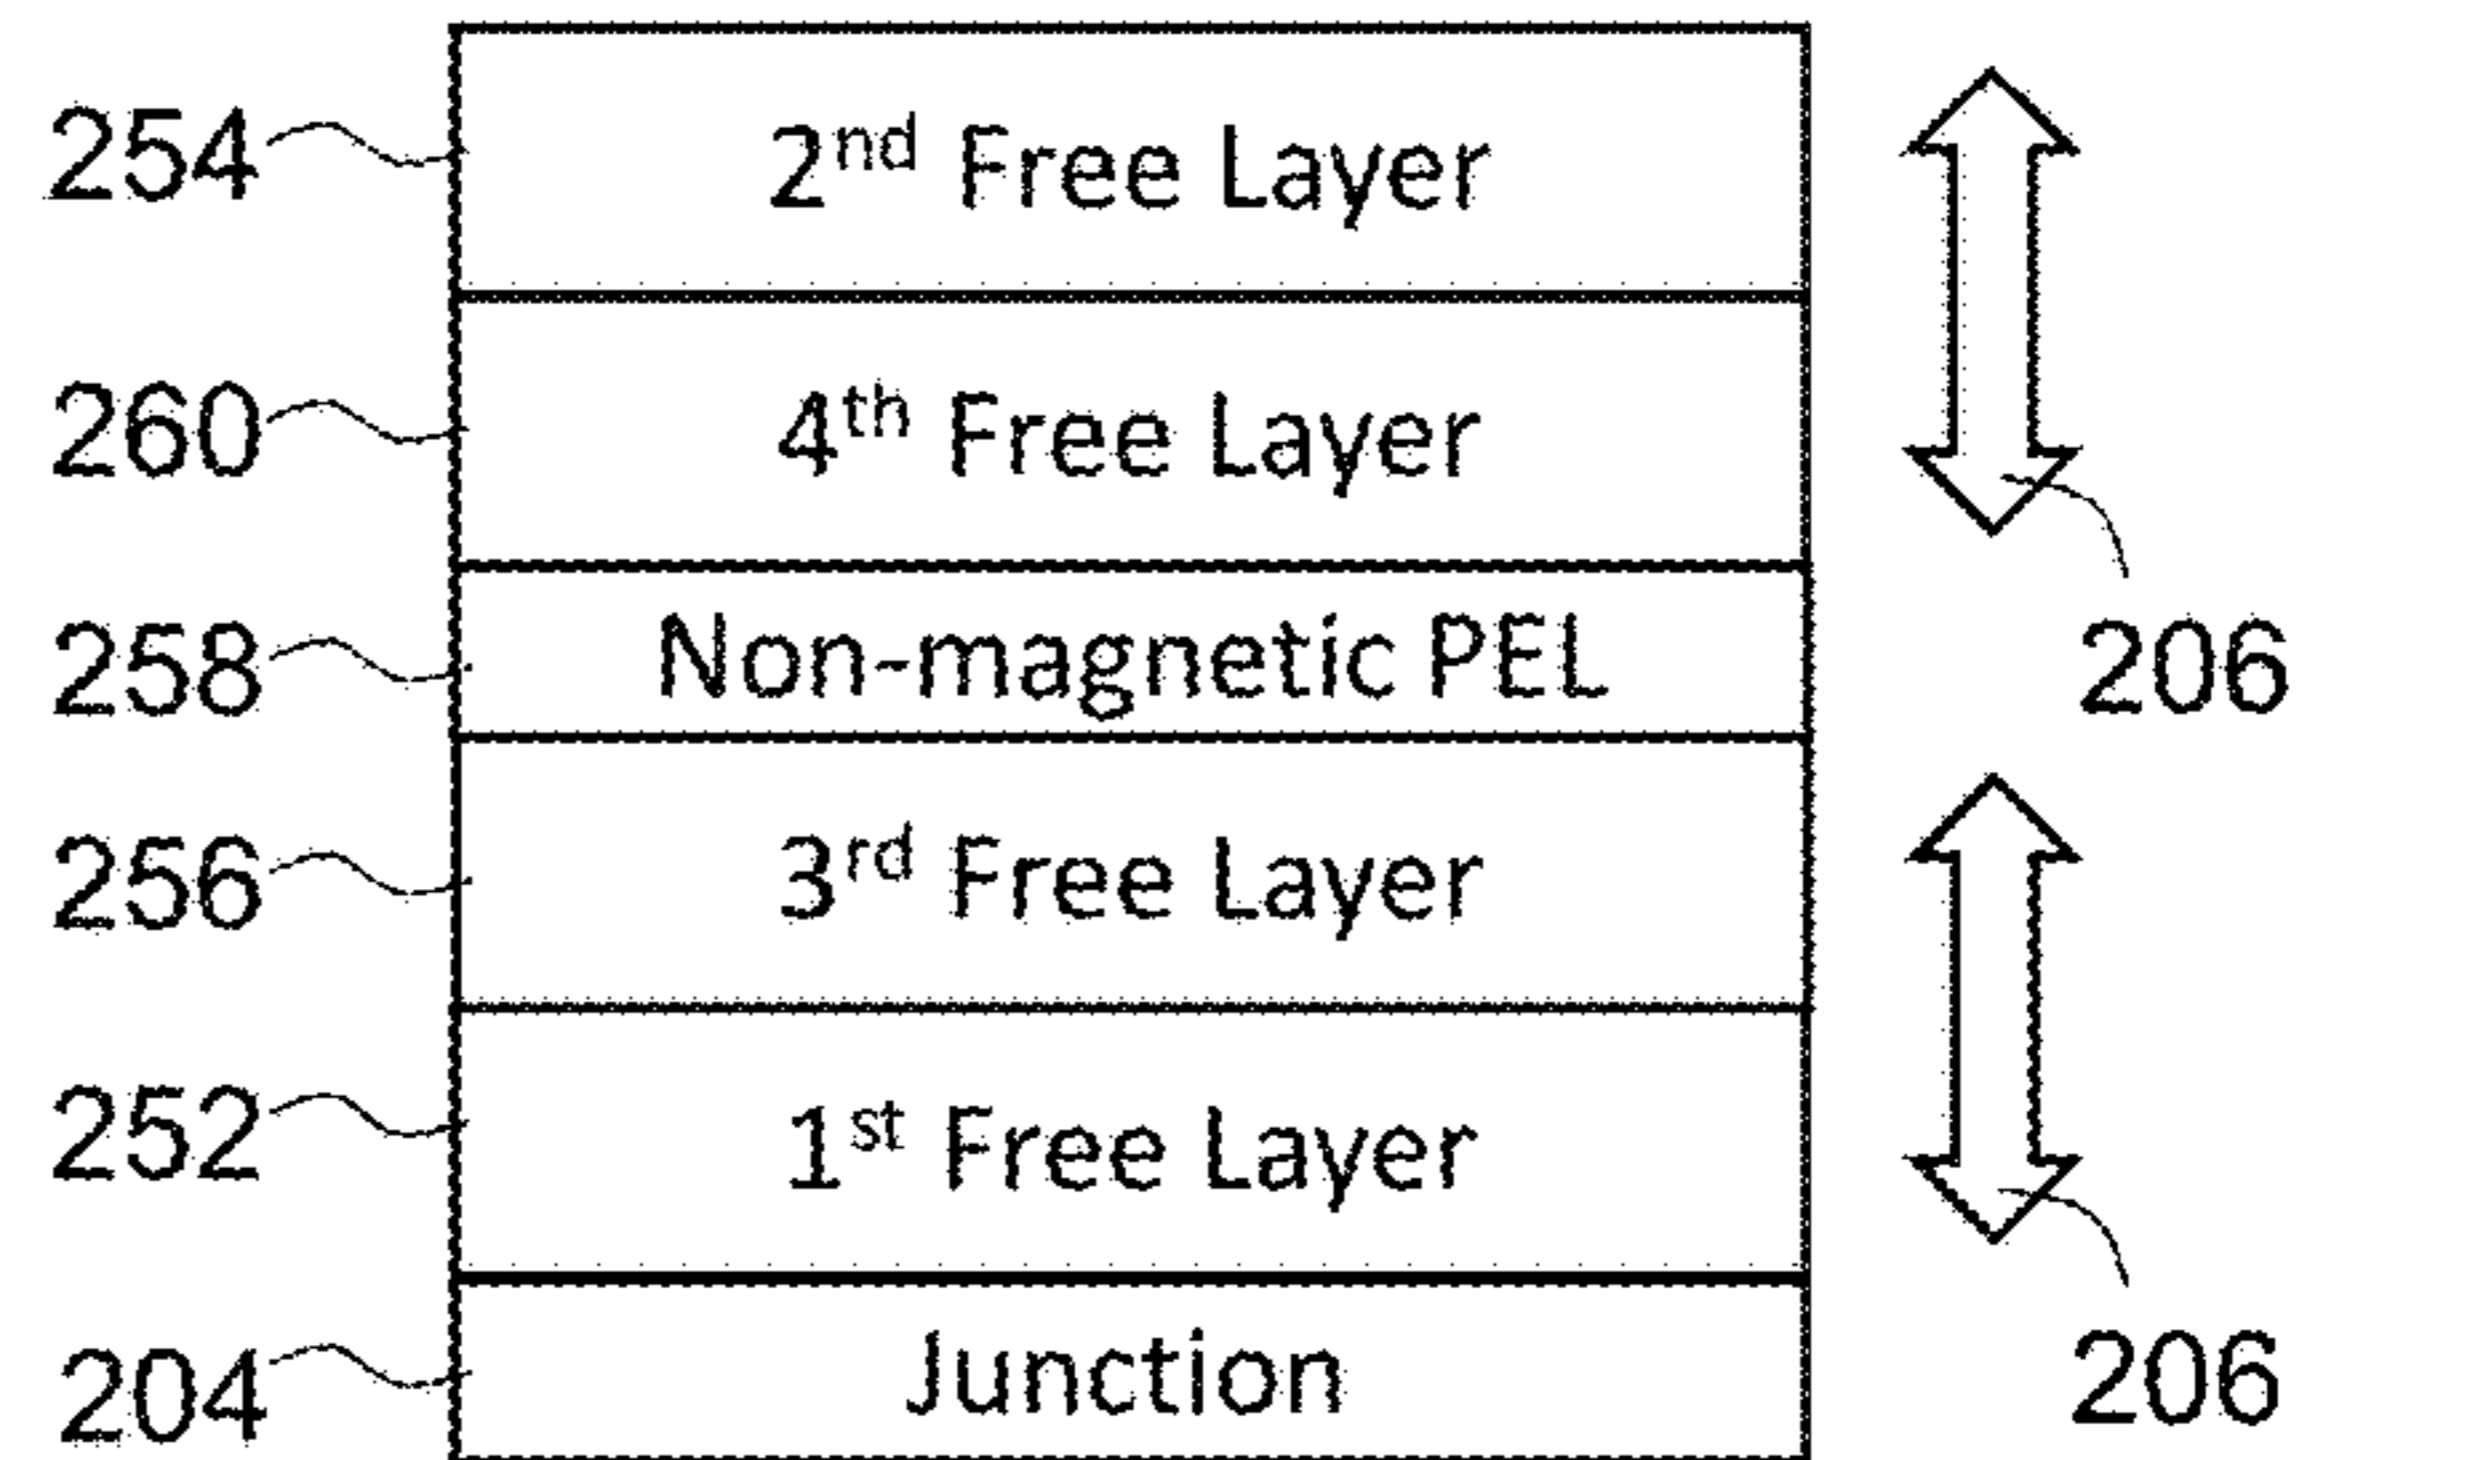 254 2nd Free Layer
260 4th Free Layer
258 Non-magnetic PEL 206
256 3rd Free Layer
252 1st Free Layer
204 Junction 206